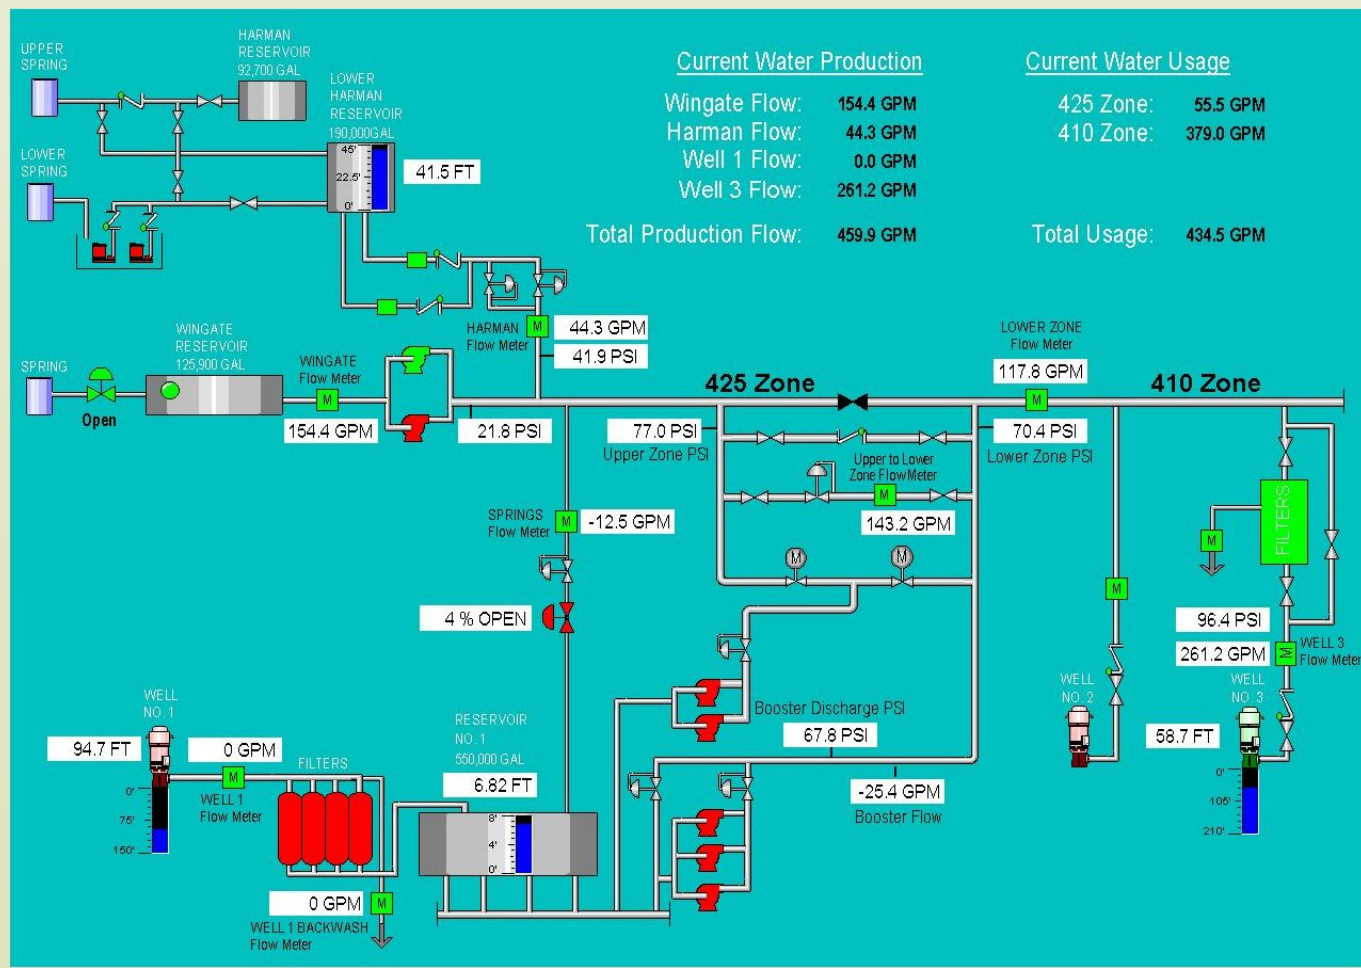 UPPER
SPRING
HARMAN
RESERVOIR
92,700 GAL
LOWER
HARMAN
RESERVOIR
190,000GAL
45'
22.5'
0'
41.5 FT
LOWER
SPRING
Current Water Production
Wingate Flow: 154.4 GPM
Harman Flow: 44.3 GPM
Well 1 Flow: 0.0 GPM
Well 3 Flow: 261.2 GPM
Total Production Flow: 459.9 GPM
Current Water Usage
425 Zone: 55.5 GPM
410 Zone: 379.0 GPM
Total Usage: 434.5 GPM
HARMAN
Flow Meter
M
44.3 GPM
41.9 PSI
SPRING
Open
WINGATE
RESERVOIR
125,900 GAL
WINGATE
Flow Meter
M
154.4 GPM
21.8 PSI
425 Zone
LOWER ZONE
Flow Meter
117.8 GPM
M
410 Zone
77.0 PSI
Upper Zone PSI
70.4 PSI
Lower Zone PSI
Upper to Lower
Zone FlowMeter
M
143.2 GPM
SPRINGS
Flow Meter
M
-12.5 GPM
M
M
4 % OPEN
M
FILTERS
M
96.4 PSI
261.2 GPM
M
WELL 3
Flow Meter
WELL
NO. 2
WELL
NO. 3
58.7 FT
0'
105'
210'
WELL
NO. 1
94.7 FT
0'
75'
150'
0 GPM
M
WELL 1
Flow Meter
FILTERS
RESERVOIR
NO.1
550,000 GAL
6.82 FT
8'
4'
0'
Booster Discharge PSI
67.8 PSI
-25.4 GPM
Booster Flow
0 GPM
M
WELL 1 BACKWASH
Flow Meter